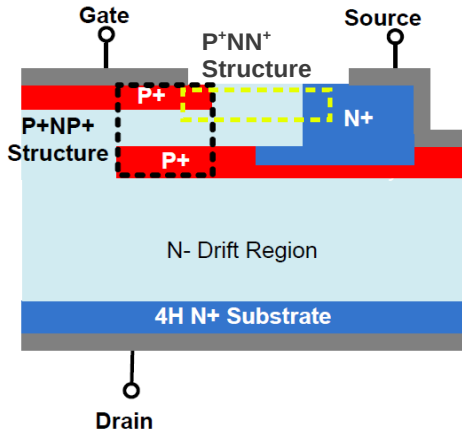 Gate
Source
P⁺NN⁺
Structure
P+
N+
P+NP+
Structure
P+
N- Drift Region
4H N+ Substrate
Drain